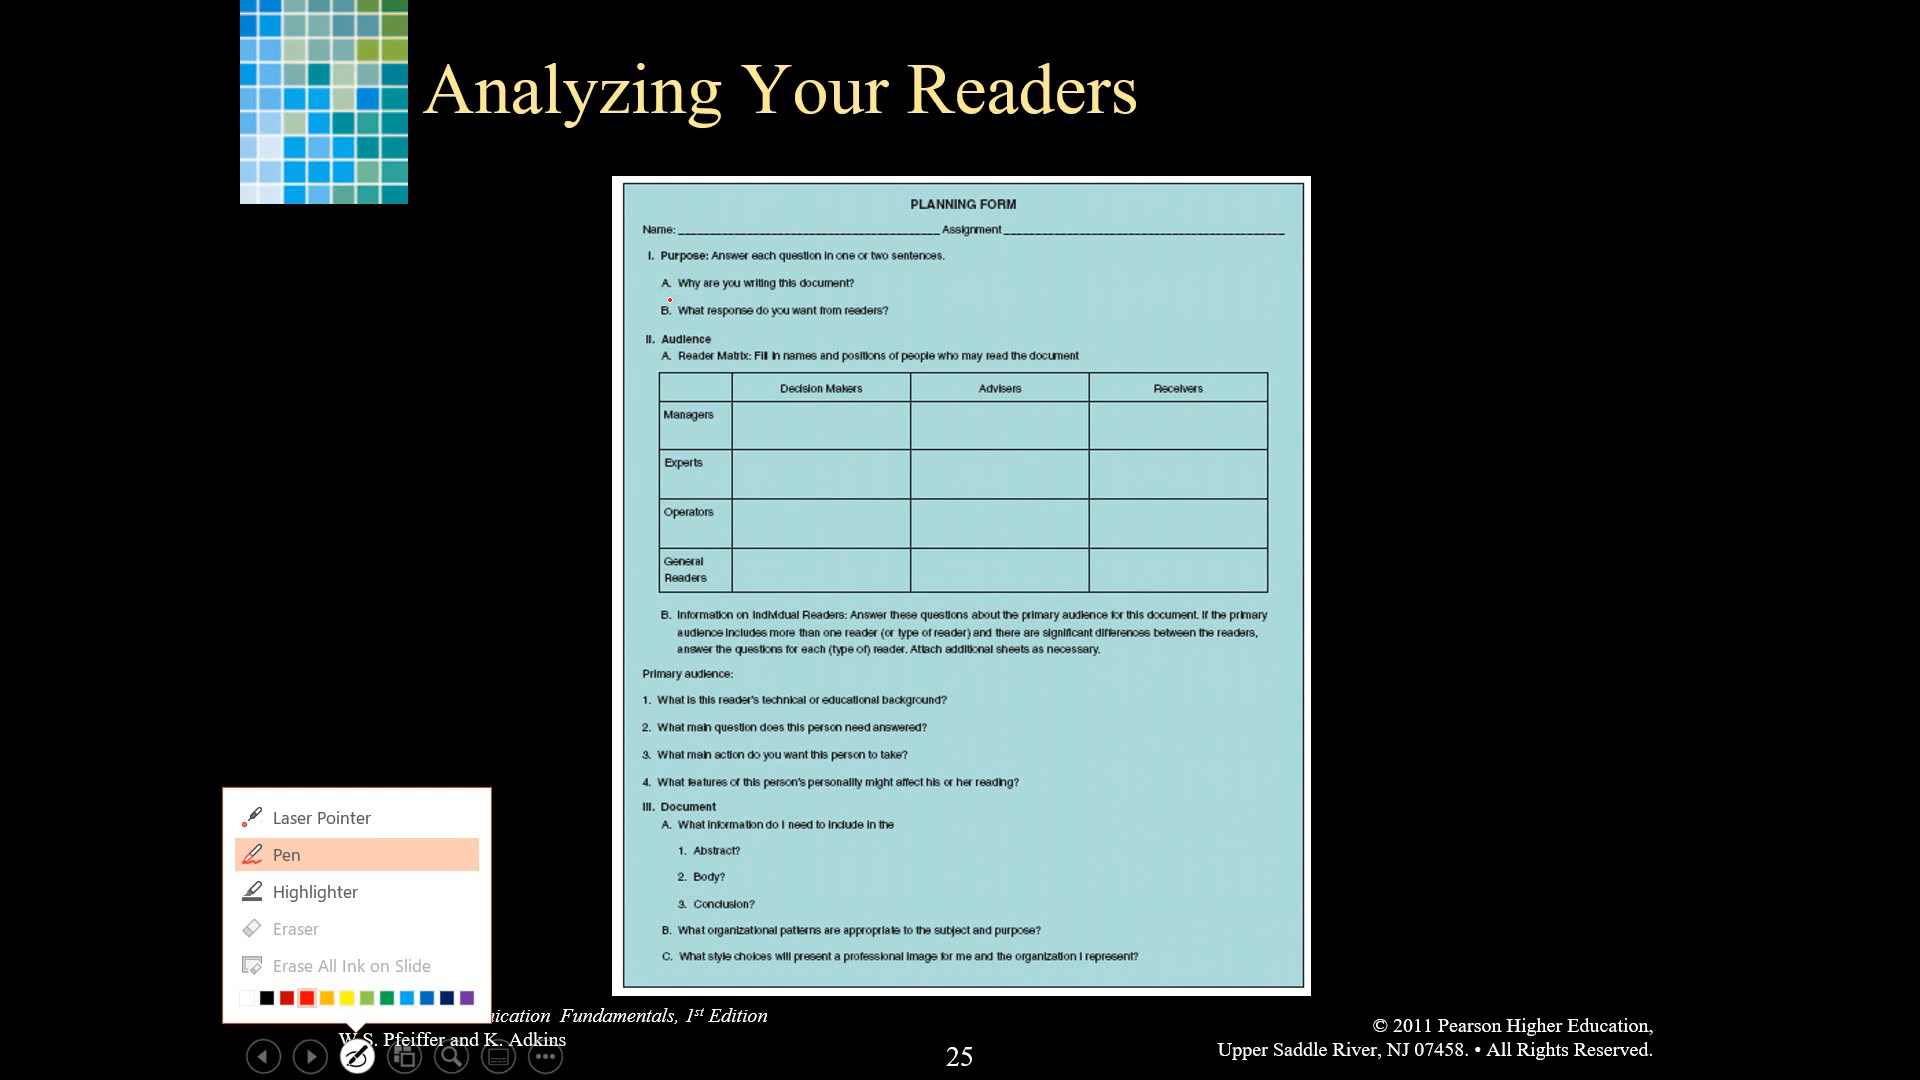 Analyzing Your Readers
PLANNING FORM
Name: Assignment
I. Purpose: Answer each question in one or two sentences.
A. Why are you writing this document?
B. What response do you want from readers?
II. Audience
A. Reader Matrix: Fill in names and positions of people who may read the document
Decision Makers Advisers Receivers
Managers
Experts
Operators
General
Readers
B. Information on Individual Readers: Answer these questions about the primary audience for this document. If the primary
audience includes more than one reader (or type of reader) and there are significant differences between the readers,
answer the questions for each (type of) reader. Attach additional sheets as necessary.
Primary audience:
1. What is this reader's technical or educational background?
2. What main question does this person need answered?
3. What main action do you want this person to take?
4. What features of this person's personality might affect his or her reading?
III. Document
A. What information do I need to include in the
1. Abstract?
2. Body?
3. Conclusion?
B. What organizational patterns are appropriate to the subject and purpose?
C. What style choices will present a professional image for me and the organization I represent?
Laser Pointer
Pen
Highlighter
Eraser
Erase All Ink on Slide
Fundamentals, 1st Edition
W.S. Pfeiffer and K. Adkins
25
© 2011 Pearson Higher Education,
Upper Saddle River, NJ 07458. • All Rights Reserved.